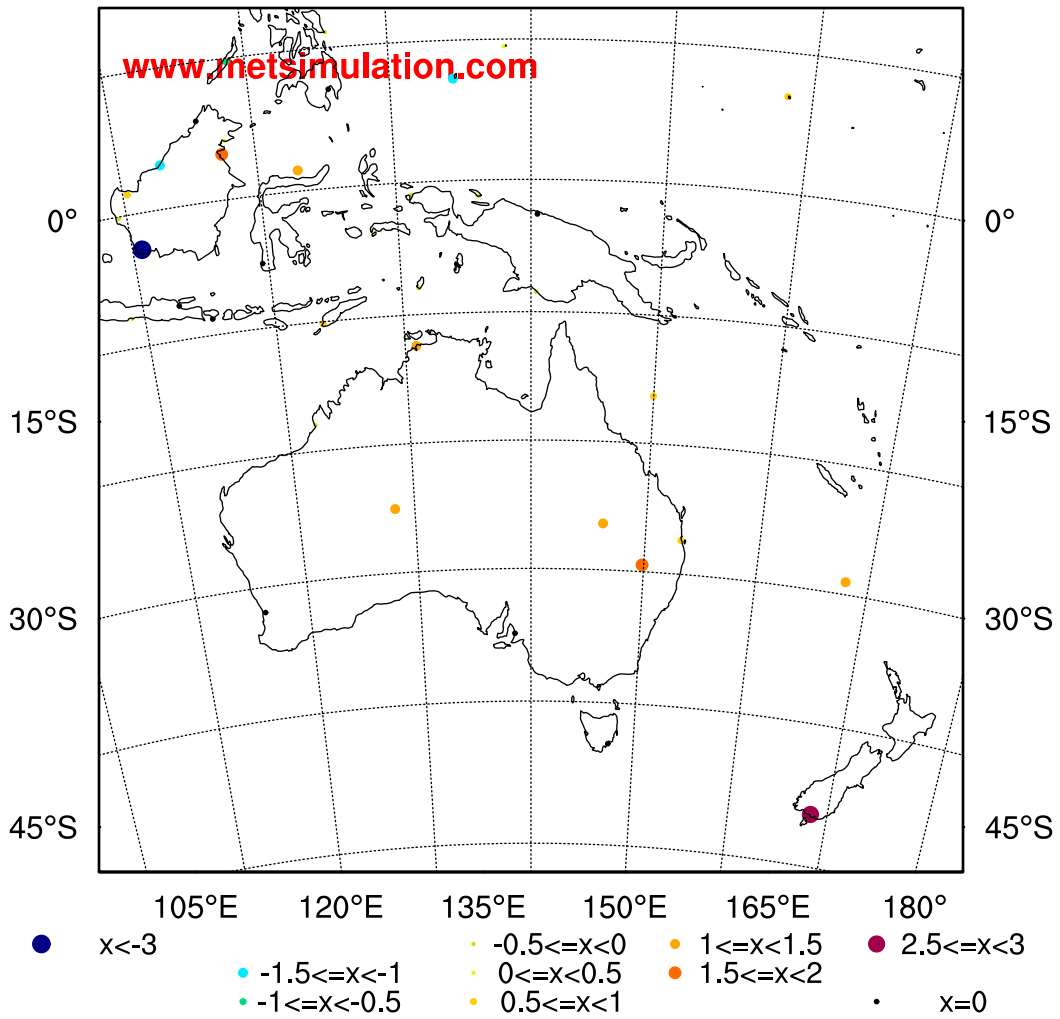 www.metsimulation.com
0° 0°
15°S 15°S
30°S 30°S
45°S 45°S
105°E 120°E 135°E 150°E 165°E 180°
x<-3 -0.5<=x<0 1<=x<1.5 2.5<=x<3
-1.5<=x<-1 0<=x<0.5 1.5<=x<2
-1<=x<-0.5 0.5<=x<1 x=0